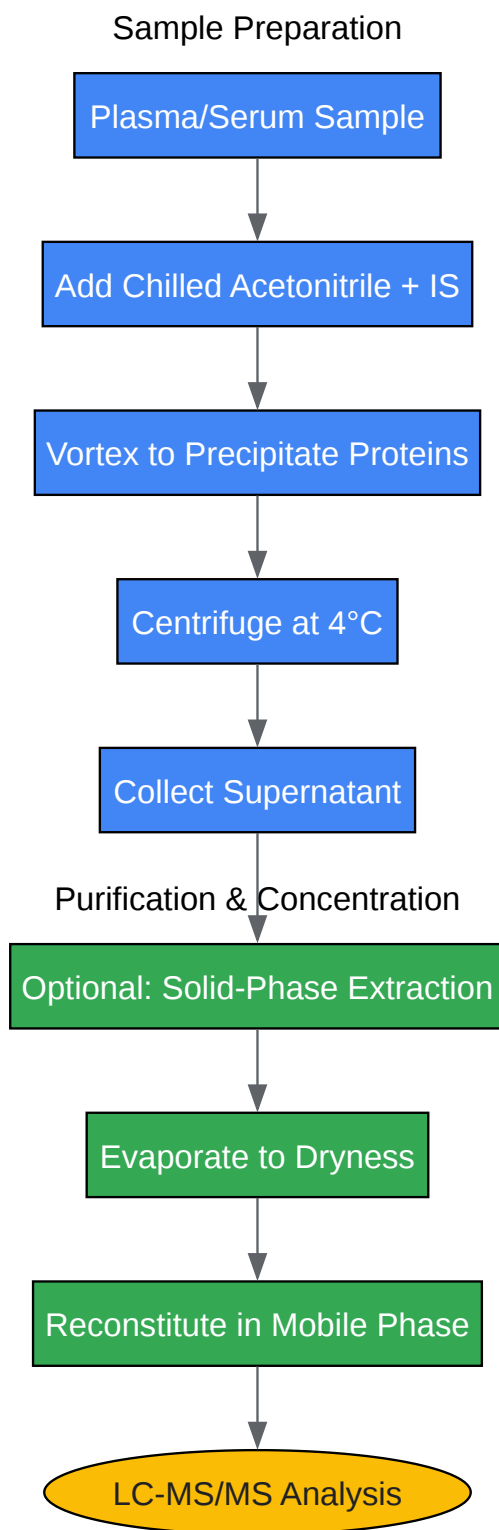 Sample Preparation
Plasma/Serum Sample
Add Chilled Acetonitrile + IS
Vortex to Precipitate Proteins
Centrifuge at 4°C
Collect Supernatant
Purification & Concentration
Optional: Solid-Phase Extraction
Evaporate to Dryness
Reconstitute in Mobile Phase
LC-MS/MS Analysis